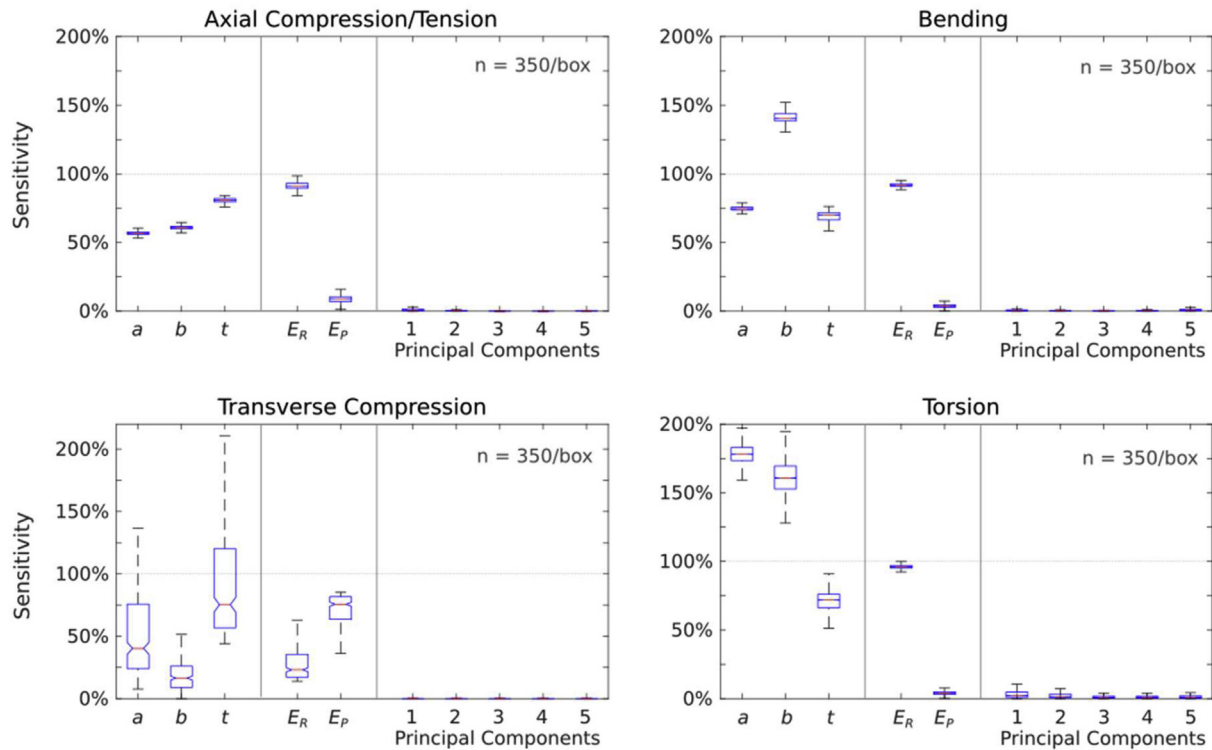 Axial Compression/Tension
200%
150%
100%
50%
0%
Sensitivity
n = 350/box
a b t E_R E_P 1 2 3 4 5
Principal Components
Bending
200%
150%
100%
50%
0%
n = 350/box
a b t E_R E_P 1 2 3 4 5
Principal Components
Transverse Compression
200%
150%
100%
50%
0%
Sensitivity
n = 350/box
a b t E_R E_P 1 2 3 4 5
Principal Components
Torsion
200%
150%
100%
50%
0%
n = 350/box
a b t E_R E_P 1 2 3 4 5
Principal Components